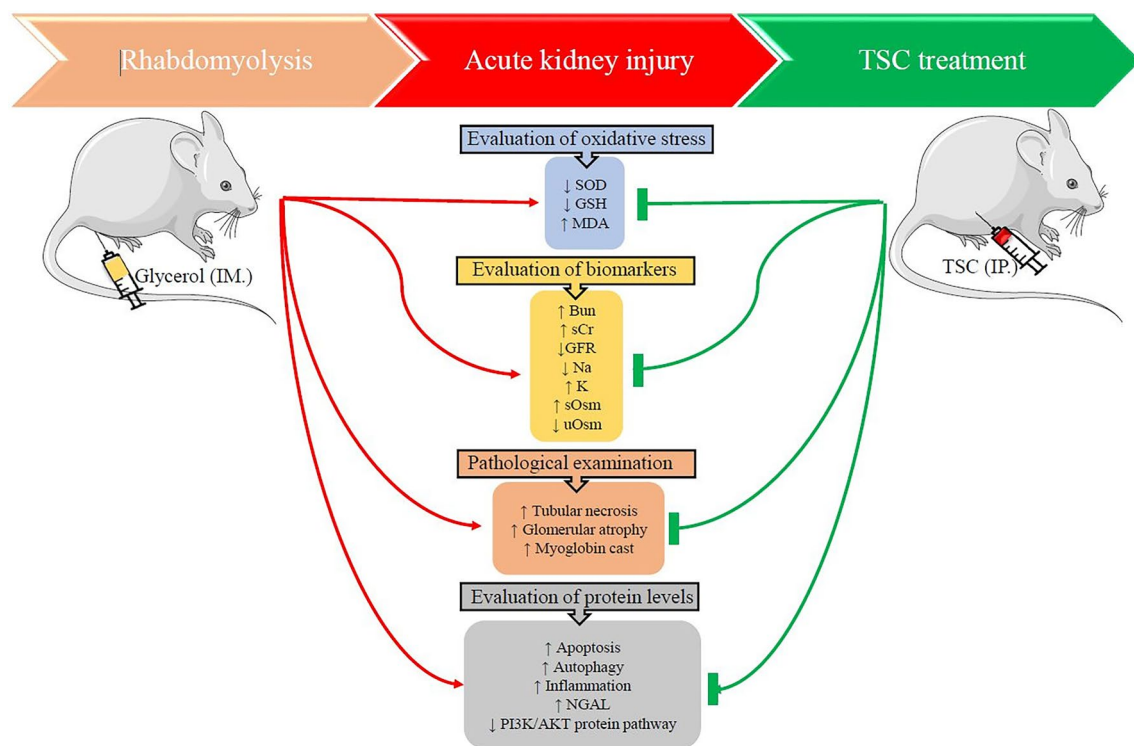 Rhabdomyolysis
Acute kidney injury
TSC treatment
Evaluation of oxidative stress
↓ SOD
↓ GSH
↑ MDA
Glycerol (IM.)
TSC (IP.)
Evaluation of biomarkers
↑ Bun
↑ sCr
↓GFR
↓ Na
↑ K
↑ sOsm
↓ uOsm
Pathological examination
↑ Tubular necrosis
↑ Glomerular atrophy
↑ Myoglobin cast
Evaluation of protein levels
↑ Apoptosis
↑ Autophagy
↑ Inflammation
↑ NGAL
↓ PI3K/AKT protein pathway